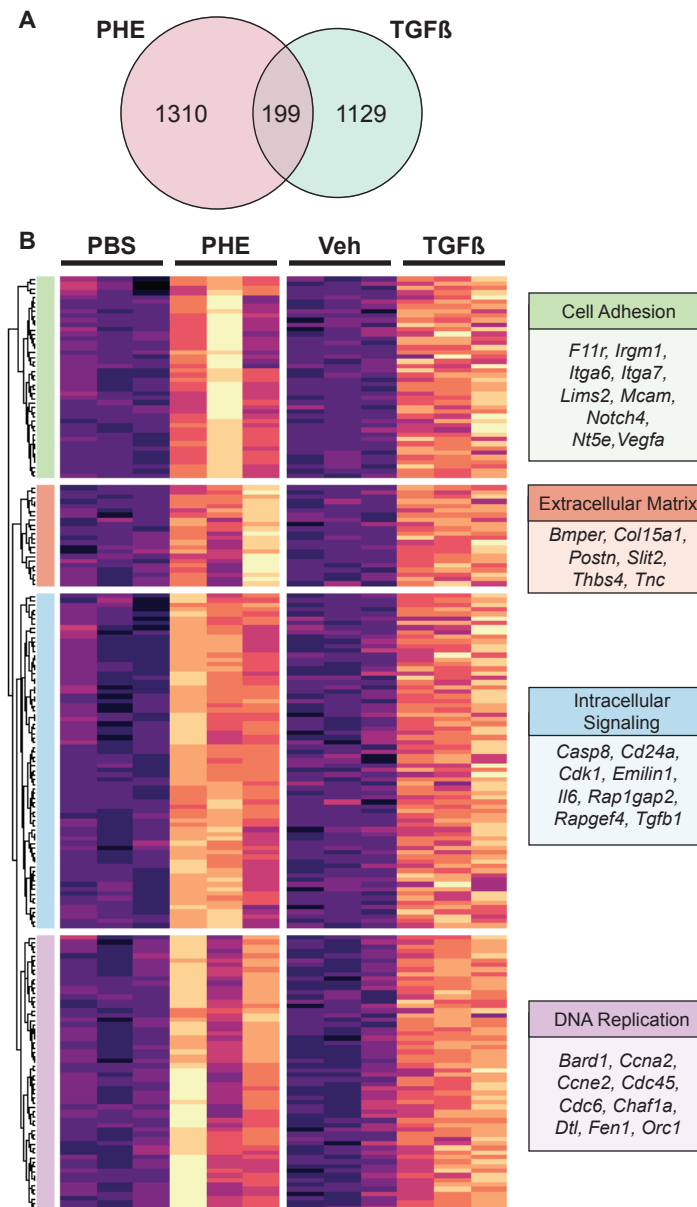 A
PHE
TGFß
1310
199
1129
B
PBS
PHE
Veh
TGFß
Cell Adhesion
F11r, Irgm1,
Itga6, Itga7,
Lims2, Mcam,
Notch4,
Nt5e,Vegfa
Extracellular Matrix
Bmper, Col15a1,
Postn, Slit2,
Thbs4, Tnc
Intracellular
Signaling
Casp8, Cd24a,
Cdk1, Emilin1,
Il6, Rap1gap2,
Rapgef4, Tgfb1
DNA Replication
Bard1, Ccna2,
Ccne2, Cdc45,
Cdc6, Chaf1a,
Dtl, Fen1, Orc1